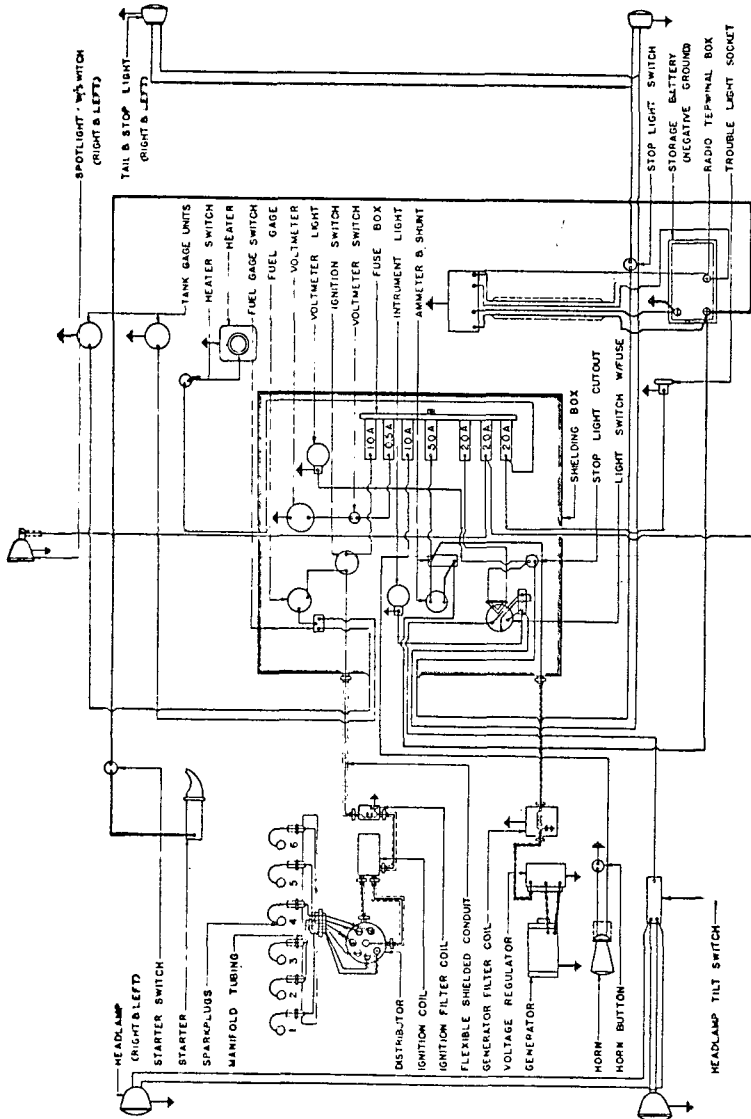 HEADLAMP
(RIGHT & LEFT)
STARTER SWITCH
STARTER
SPARKPLUGS
MANIFOLD TUBING
1 2 3 4 5 6
DISTRIBUTOR
IGNITION COIL
IGNITION FILTER COIL
FLEXIBLE SHIELDED CONDUIT
GENERATOR FILTER COIL
VOLTAGE REGULATOR
GENERATOR
HORN
HORN BUTTON
HEADLAMP TILT SWITCH
SPOTLIGHT - W/SWITCH
(RIGHT & LEFT)
TAIL & STOP LIGHT
(RIGHT & LEFT)
TANK GAGE UNITS
HEATER SWITCH
HEATER
FUEL GAGE SWITCH
FUEL GAGE
VOLTMETER
VOLTMETER LIGHT
IGNITION SWITCH
VOLTMETER SWITCH
FUSE BOX
INTRUMENT LIGHT
AMMETER & SHUNT
10A
0.5A
10A
50A
20A
20A
20A
SHIELDING BOX
STOP LIGHT CUTOUT
LIGHT SWITCH W/FUSE
STOP LIGHT SWITCH
STORAGE BATTERY
(NEGATIVE GROUND)
RADIO TERMINAL BOX
TROUBLE LIGHT SOCKET